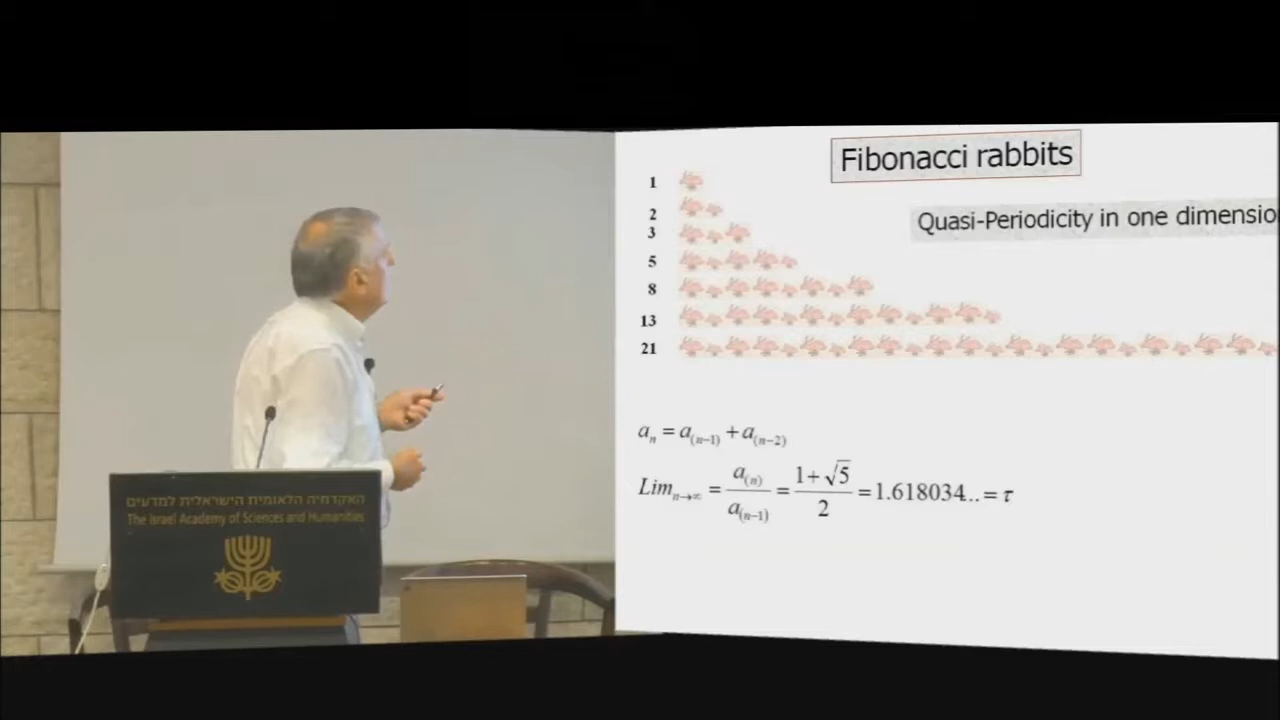 Fibonacci rabbits
Quasi-Periodicity in one dimensio
1
2
3
5
8
13
21
a_n = a_(n-1) + a_(n-2)
Lim_{n→∞} = a_(n) / a_(n-1) = (1+√5) / 2 = 1.618034.. = τ
האקדמיה הלאומית הישראלית למדעים
The Israel Academy of Sciences and Humanities